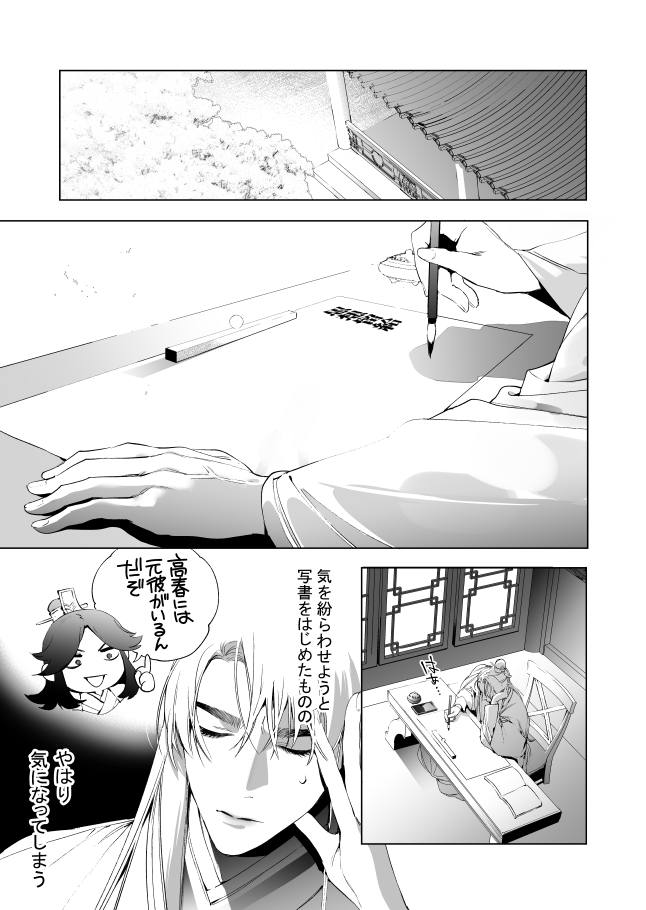 はぁ…
気を紛らわせようと
写書をはじめたものの
高春には
元彼がいるん
だぞ
やはり
気になってしまう